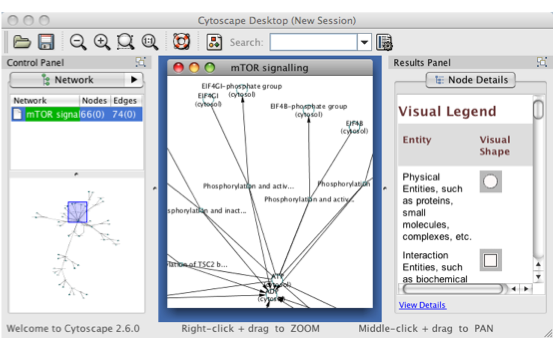 Cytoscape Desktop (New Session)
Search:
Control Panel
Network
Network Nodes Edges
mTOR signal 66(0) 74(0)
mTOR signalling
EIF4GI-phosphate group
(cytosol)
EIF4GI
(cytosol)
EIF4B-phosphate group
(cytosol)
EIF4B
(cytosol)
Phosphorylation and activ...
Phosphorylation
Phosphorylation and activ...
sphorylation and inact...
lation of TSC2 b...
ATP
(cytosol)
ADP
(cytosol)
Results Panel
Node Details
Visual Legend
Entity Visual
Shape
Physical
Entities, such
as proteins,
small
molecules,
complexes, etc.
Interaction
Entities, such
as biochemical
View Details
Welcome to Cytoscape 2.6.0 Right-click + drag to ZOOM Middle-click + drag to PAN